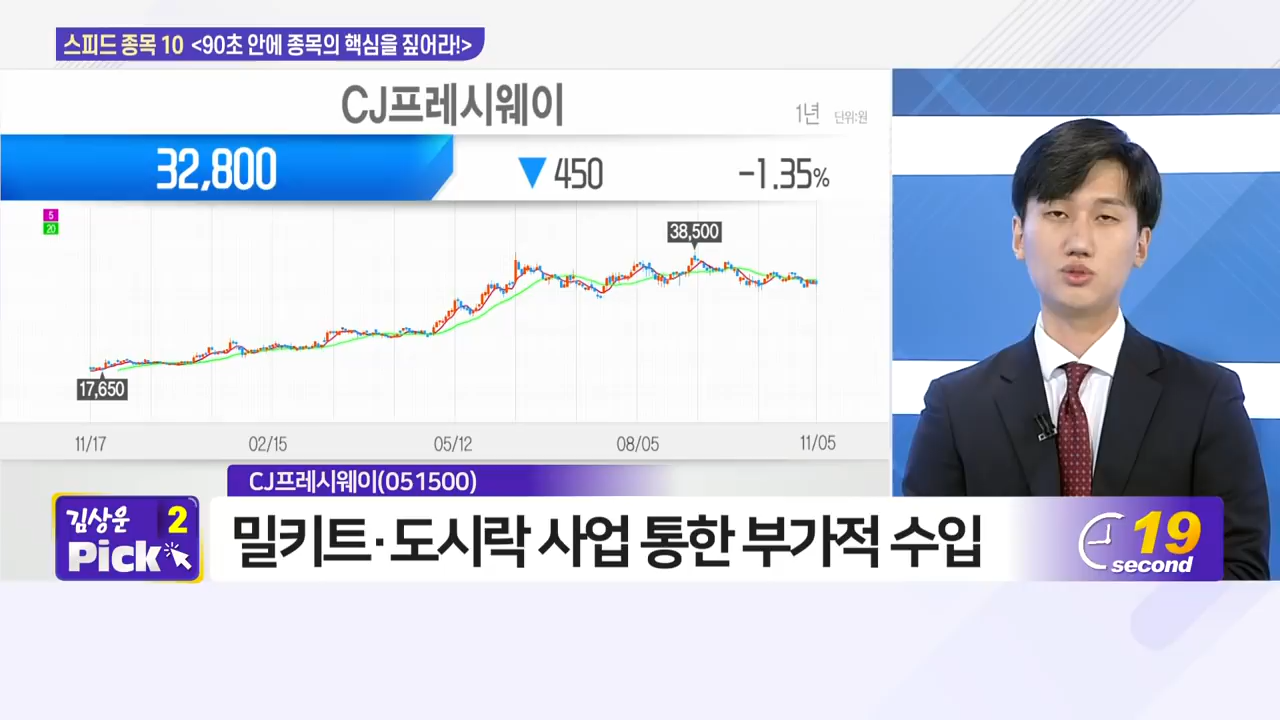 스피드 종목 10 <90초 안에 종목의 핵심을 짚어라!>
CJ프레시웨이
1년 단위:원
32,800 ▼450 -1.35%
5
20
38,500
17,650
11/17 02/15 05/12 08/05 11/05
CJ프레시웨이(051500)
김상운 2
Pick
밀키트·도시락 사업 통한 부가적 수입
19
second